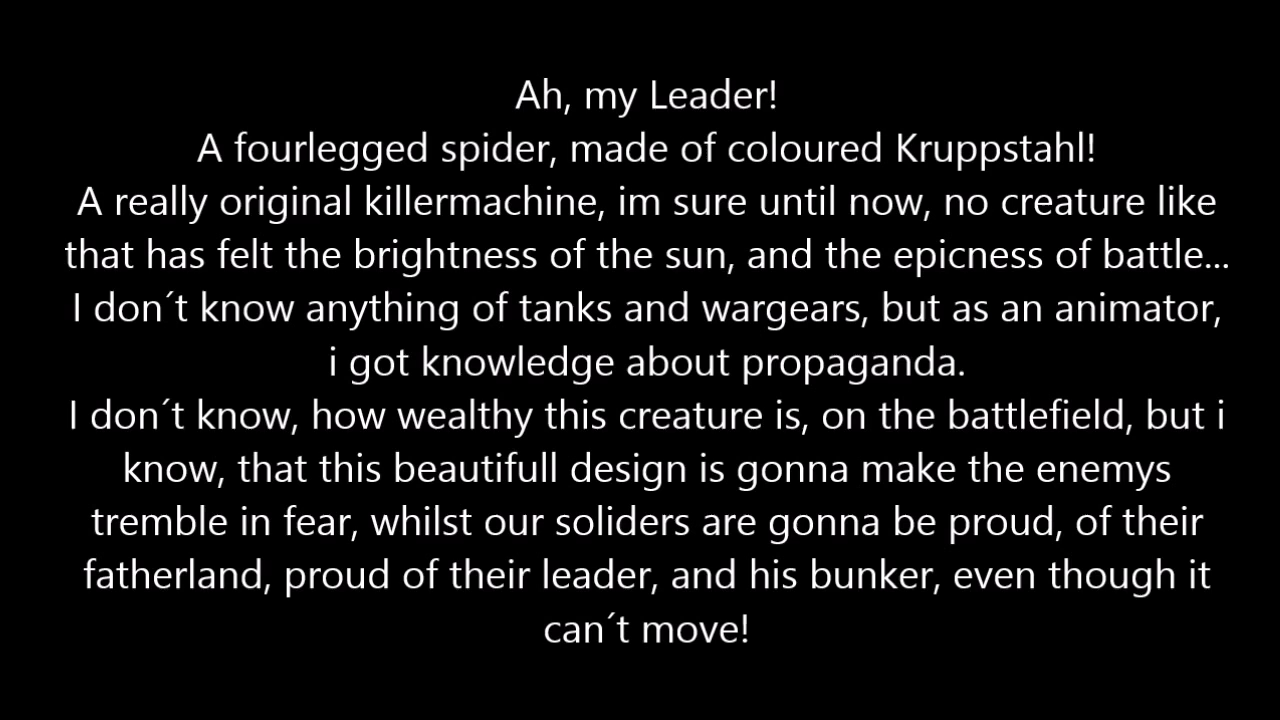 Ah, my Leader!
A fourlegged spider, made of coloured Kruppstahl!
A really original killermachine, im sure until now, no creature like
that has felt the brightness of the sun, and the epicness of battle...
I don´t know anything of tanks and wargears, but as an animator,
i got knowledge about propaganda.
I don´t know, how wealthy this creature is, on the battlefield, but i
know, that this beautifull design is gonna make the enemys
tremble in fear, whilst our soliders are gonna be proud, of their
fatherland, proud of their leader, and his bunker, even though it
can´t move!